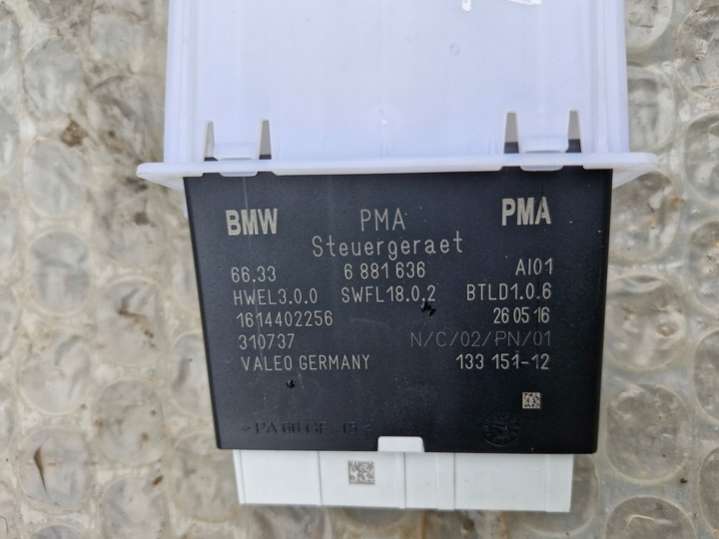 BMW PMA PMA
Steuergeraet
66.33 6 881 636 AI01
HWEL3.0.0 SWFL18.0.2 BTLD1.0.6
1614402256 26 05 16
310737 N/C/02/PN/01
VALEO GERMANY 133 151-12